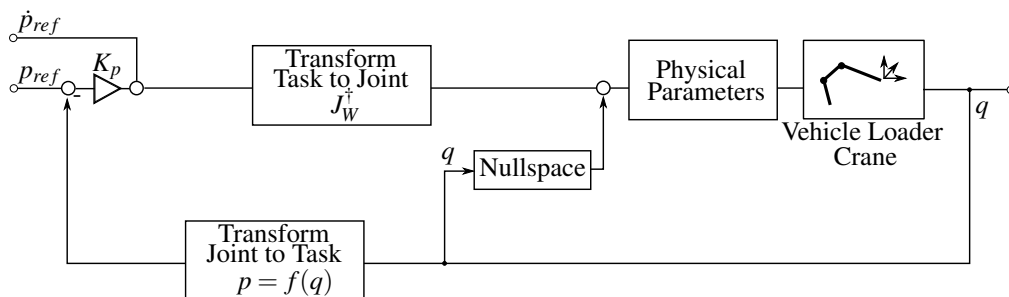 ṗ_ref
p_ref
-
K_p
Transform
Task to Joint
J_W^†
Physical
Parameters
Vehicle Loader
Crane
q
q
Nullspace
Transform
Joint to Task
p = f(q)